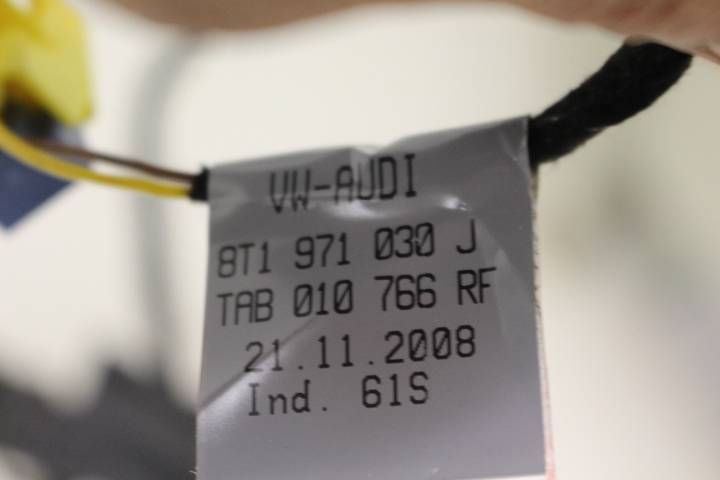 VW-AUDI
8T1 971 030 J
TAB 010 766 RF
21.11.2008
Ind. 61S